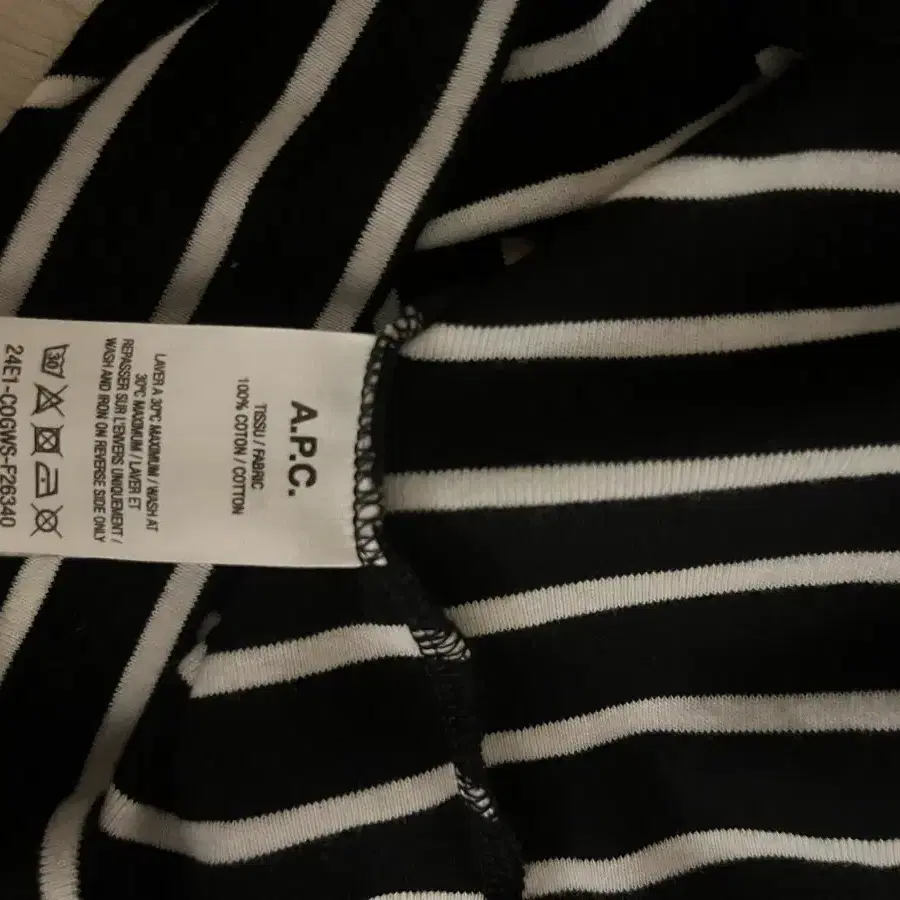 A.P.C.
TISSU / FABRIC
100% COTON / COTTON
LAVER A 30°C MAXIMUM / WASH AT
30°C MAXIMUM / LAVER ET
REPASSER SUR L'ENVERS UNIQUEMENT /
WASH AND IRON ON REVERSE SIDE ONLY
30
24E1-COGWS-F26340